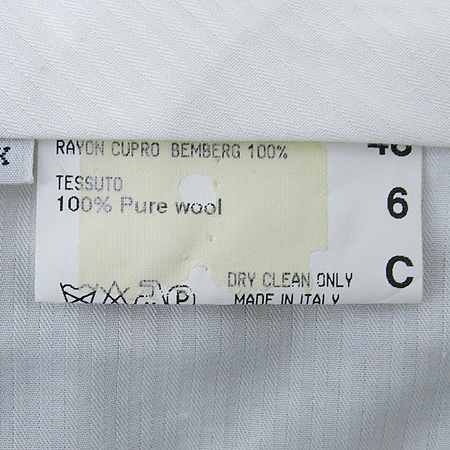 RAYON CUPRO BEMBERG 100%
TESSUTO
100% Pure wool
6
DRY CLEAN ONLY
C
MADE IN ITALY